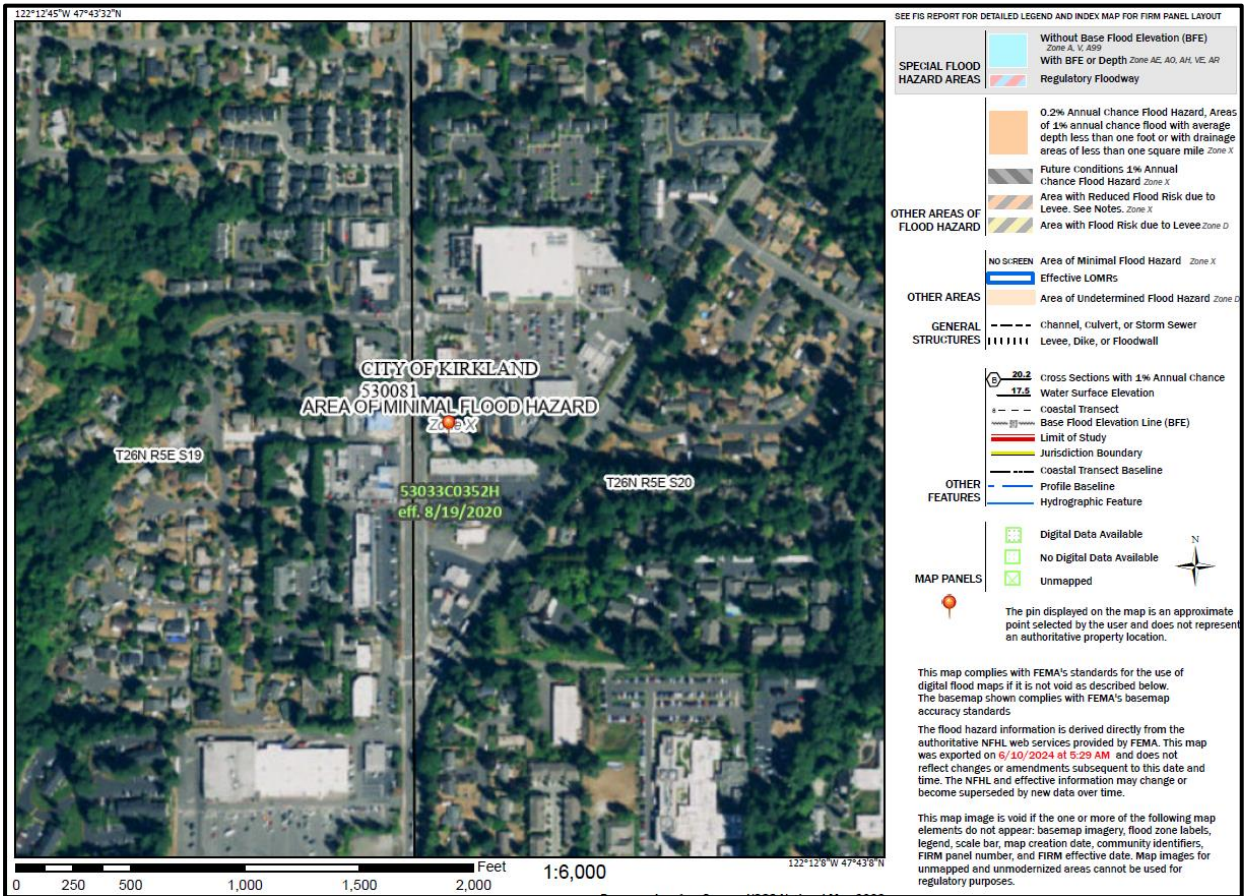 122°12'45"W 47°43'32"N
CITY OF KIRKLAND
530081
AREA OF MINIMAL FLOOD HAZARD
Zone X
T26N R5E S19
T26N R5E S20
53033C0352H
eff. 8/19/2020
122°12'8"W 47°43'8"N
Feet
1:6,000
0 250 500 1,000 1,500 2,000
SEE FIS REPORT FOR DETAILED LEGEND AND INDEX MAP FOR FIRM PANEL LAYOUT
SPECIAL FLOOD
HAZARD AREAS
Without Base Flood Elevation (BFE)
Zone A, V, A99
With BFE or Depth Zone AE, AO, AH, VE, AR
Regulatory Floodway
OTHER AREAS OF
FLOOD HAZARD
0.2% Annual Chance Flood Hazard, Areas
of 1% annual chance flood with average
depth less than one foot or with drainage
areas of less than one square mile Zone X
Future Conditions 1% Annual
Chance Flood Hazard Zone X
Area with Reduced Flood Risk due to
Levee. See Notes. Zone X
Area with Flood Risk due to Levee Zone D
OTHER AREAS
NO SCREEN Area of Minimal Flood Hazard Zone X
Effective LOMRs
Area of Undetermined Flood Hazard Zone D
GENERAL
STRUCTURES
Channel, Culvert, or Storm Sewer
Levee, Dike, or Floodwall
OTHER
FEATURES
B 20.2 Cross Sections with 1% Annual Chance
17.5 Water Surface Elevation
8 Coastal Transect
Base Flood Elevation Line (BFE)
Limit of Study
Jurisdiction Boundary
Coastal Transect Baseline
Profile Baseline
Hydrographic Feature
MAP PANELS
Digital Data Available
No Digital Data Available
Unmapped
N
The pin displayed on the map is an approximate
point selected by the user and does not represent
an authoritative property location.
This map complies with FEMA's standards for the use of
digital flood maps if it is not void as described below.
The basemap shown complies with FEMA's basemap
accuracy standards
The flood hazard information is derived directly from the
authoritative NFHL web services provided by FEMA. This map
was exported on 6/10/2024 at 5:29 AM and does not
reflect changes or amendments subsequent to this date and
time. The NFHL and effective information may change or
become superseded by new data over time.
This map image is void if the one or more of the following map
elements do not appear: basemap imagery, flood zone labels,
legend, scale bar, map creation date, community identifiers,
FIRM panel number, and FIRM effective date. Map images for
unmapped and unmodernized areas cannot be used for
regulatory purposes.